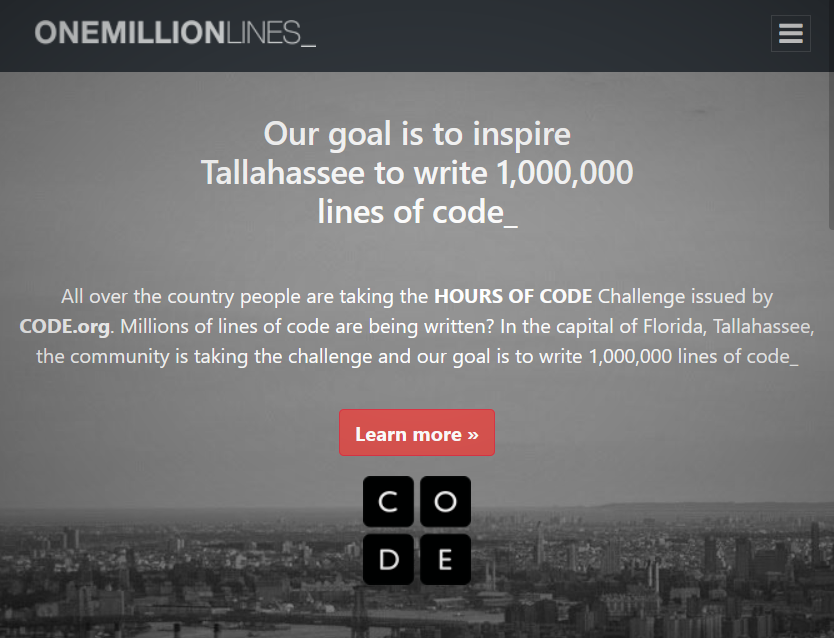 ONEMILLIONLINES_
Our goal is to inspire
Tallahassee to write 1,000,000
lines of code_
All over the country people are taking the HOURS OF CODE Challenge issued by
CODE.org. Millions of lines of code are being written? In the capital of Florida, Tallahassee,
the community is taking the challenge and our goal is to write 1,000,000 lines of code_
Learn more »
C O
D E